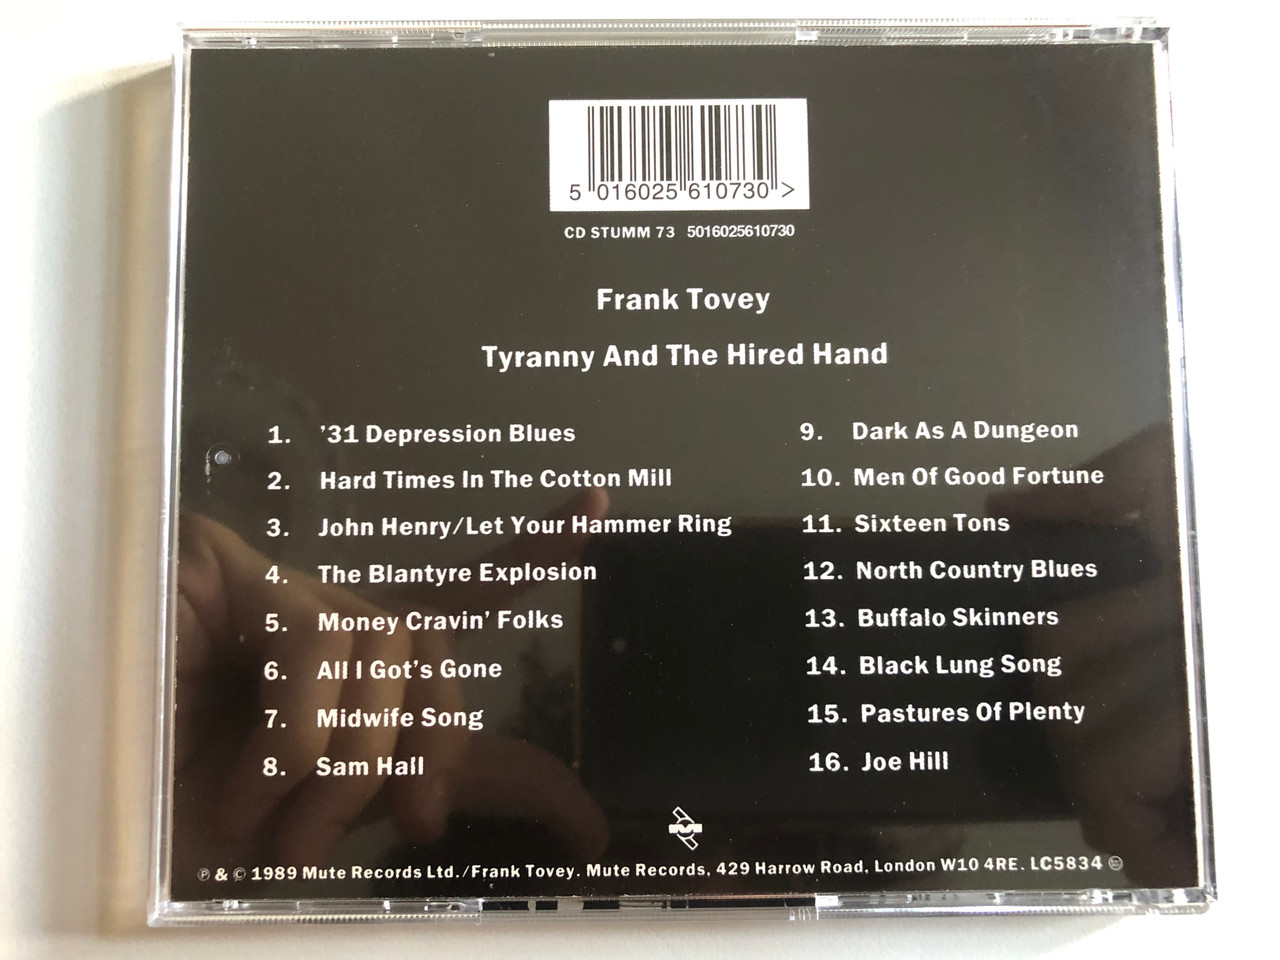 5 016025 610730 >
CD STUMM 73 5016025610730
Frank Tovey
Tyranny And The Hired Hand
1. '31 Depression Blues
2. Hard Times In The Cotton Mill
3. John Henry/Let Your Hammer Ring
4. The Blantyre Explosion
5. Money Cravin' Folks
6. All I Got's Gone
7. Midwife Song
8. Sam Hall
9. Dark As A Dungeon
10. Men Of Good Fortune
11. Sixteen Tons
12. North Country Blues
13. Buffalo Skinners
14. Black Lung Song
15. Pastures Of Plenty
16. Joe Hill
℗ & © 1989 Mute Records Ltd./Frank Tovey. Mute Records, 429 Harrow Road, London W10 4RE. LC5834